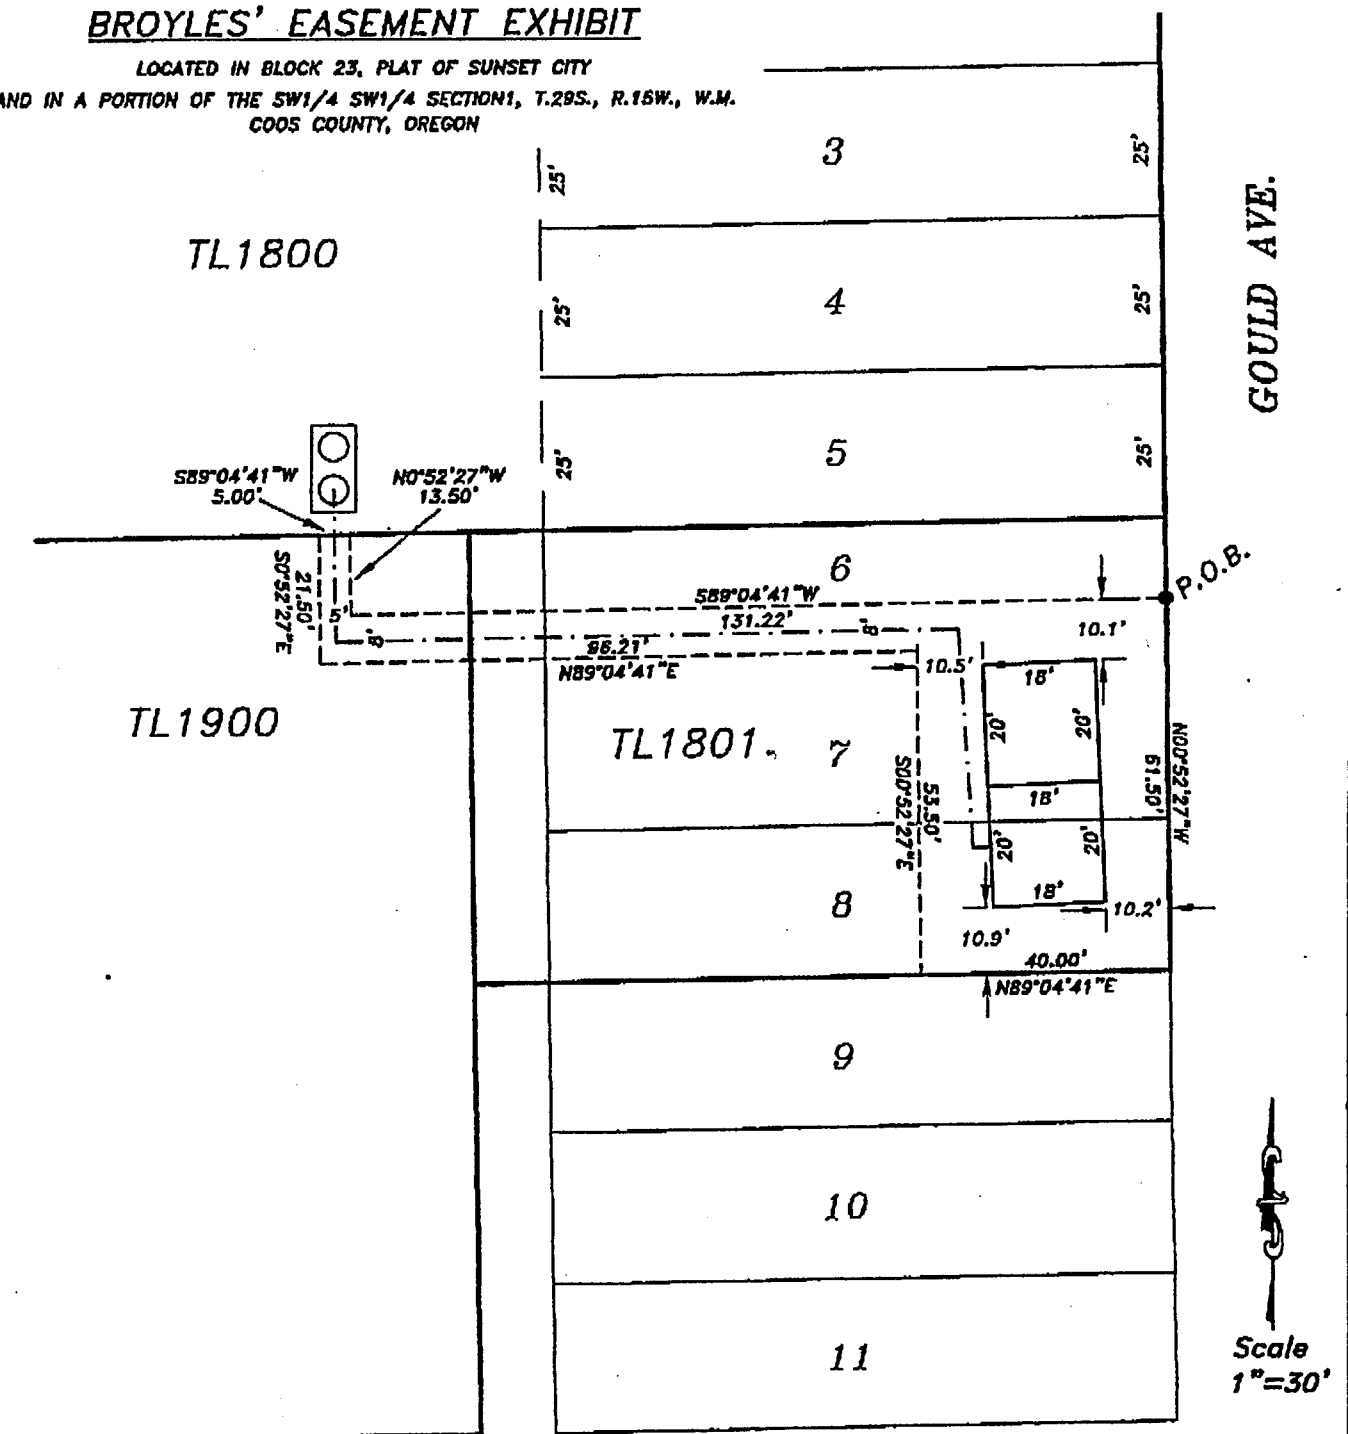 BROYLES' EASEMENT EXHIBIT
LOCATED IN BLOCK 23, PLAT OF SUNSET CITY
AND IN A PORTION OF THE SW1/4 SW1/4 SECTION1, T.29S., R.15W., W.M.
COOS COUNTY, OREGON
3
25'
25'
GOULD AVE.
TL1800
4
25'
25'
5
25'
25'
S89°04'41"W
5.00'
N0°52'27"W
13.50'
6
P.O.B.
S0°52'27"E
21.50'
5'
S89°04'41"W
131.22'
8'
8'
10.1'
96.21'
N89°04'41"E
10.5'
18'
TL1900
TL1801
7
20'
20'
N00°52'27"W
61.50'
S00°52'27"E
53.50'
18'
20'
20'
8
18'
10.2'
10.9'
40.00'
N89°04'41"E
9
10
11
Scale
1"=30'